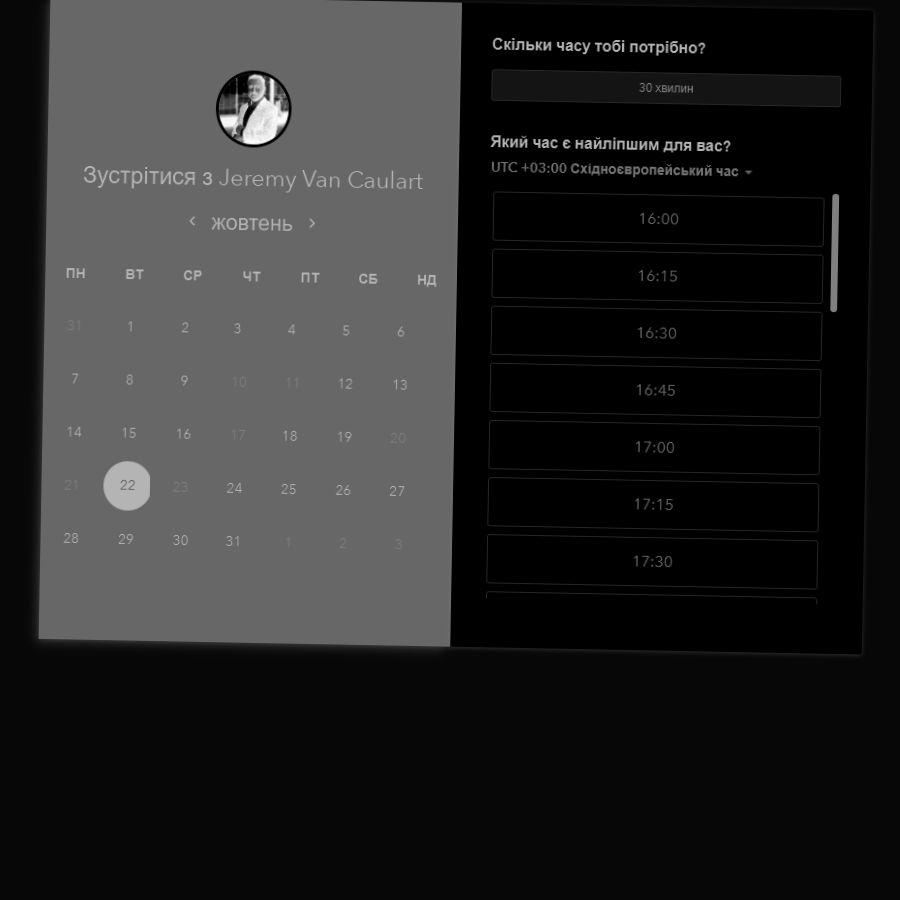 Зустрітися з Jeremy Van Caulart
жовтень
ПН ВТ СР ЧТ ПТ СБ НД
31 1 2 3 4 5 6
7 8 9 10 11 12 13
14 15 16 17 18 19 20
21 22 23 24 25 26 27
28 29 30 31 1 2 3
Скільки часу тобі потрібно?
30 хвилин
Який час є найліпшим для вас?
UTC +03:00 Східноєвропейський час
16:00
16:15
16:30
16:45
17:00
17:15
17:30